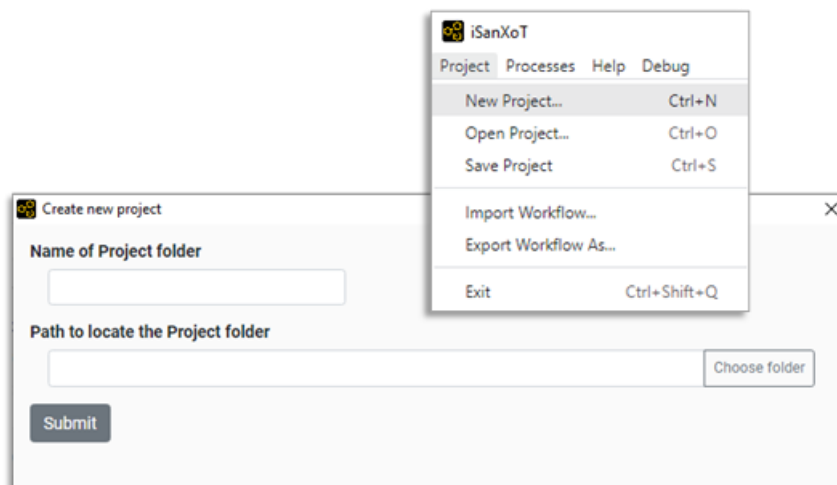 iSanXoT
Project Processes Help Debug
New Project... Ctrl+N
Open Project... Ctrl+O
Save Project Ctrl+S
Import Workflow...
Export Workflow As...
Exit Ctrl+Shift+Q
Create new project
Name of Project folder
Path to locate the Project folder
Choose folder
Submit